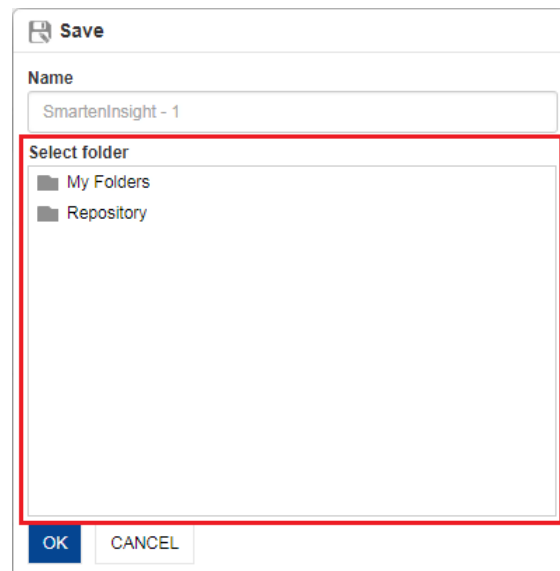 Save
Name
SmartenInsight - 1
Select folder
My Folders
Repository
OK CANCEL